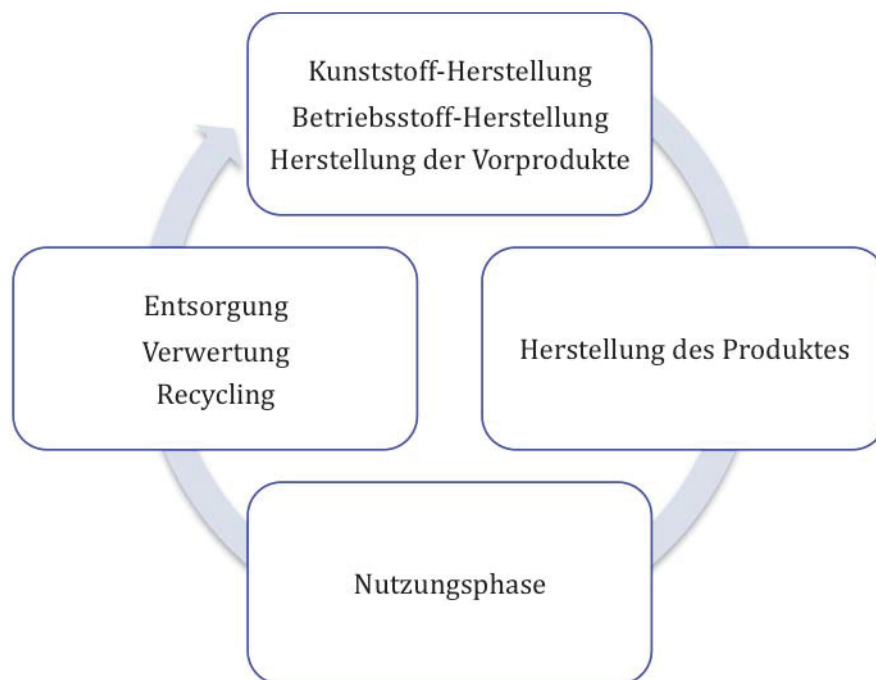 Kunststoff-Herstellung
Betriebsstoff-Herstellung
Herstellung der Vorprodukte
Herstellung des Produktes
Nutzungsphase
Entsorgung
Verwertung
Recycling